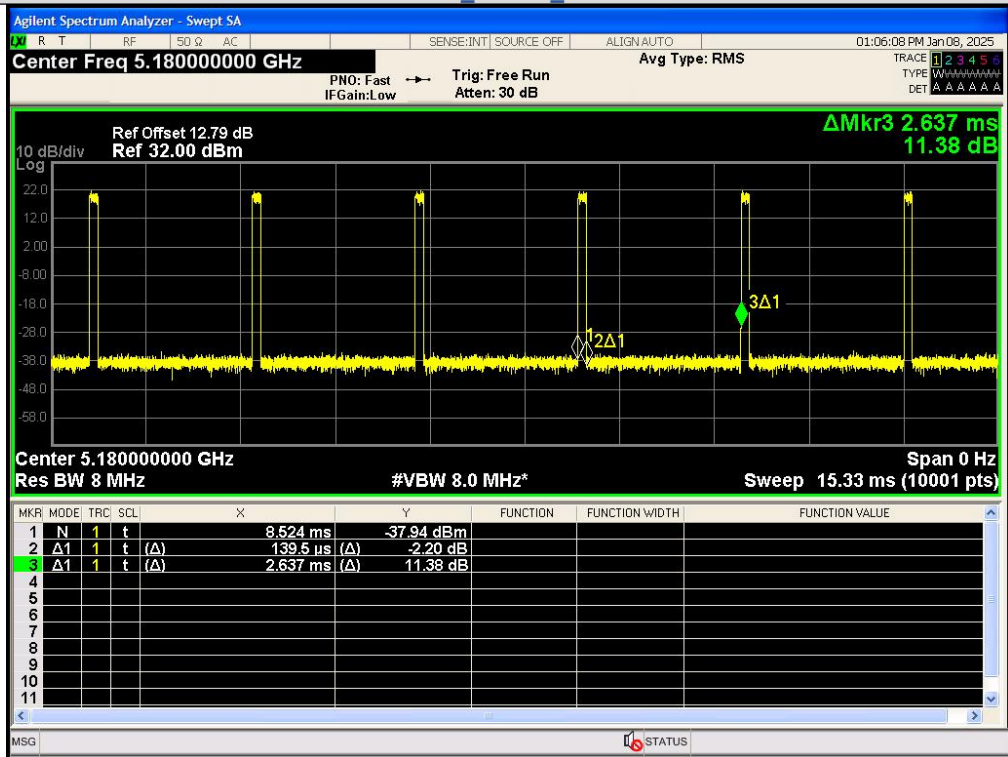 Agilent Spectrum Analyzer - Swept SA
LXI R T RF 50 Ω AC SENSE:INT SOURCE OFF ALIGN AUTO 01:06:08 PM Jan 08, 2025
Center Freq 5.180000000 GHz
PNO: Fast
IFGain:Low
Trig: Free Run
Atten: 30 dB
Avg Type: RMS
TRACE 1 2 3 4 5 6
TYPE W
DET A A A A A A
ΔMkr3 2.637 ms
11.38 dB
Ref Offset 12.79 dB
10 dB/div Ref 32.00 dBm
Log
22.0
12.0
2.00
-8.00
-18.0
-28.0
-38.0
-48.0
-58.0
3Δ1
1
2Δ1
Center 5.180000000 GHz Span 0 Hz
Res BW 8 MHz #VBW 8.0 MHz* Sweep 15.33 ms (10001 pts)
MKR MODE TRC SCL X Y FUNCTION FUNCTION WIDTH FUNCTION VALUE
1 N 1 t 8.524 ms -37.94 dBm
2 Δ1 1 t (Δ) 139.5 µs (Δ) -2.20 dB
3 Δ1 1 t (Δ) 2.637 ms (Δ) 11.38 dB
4
5
6
7
8
9
10
11
MSG STATUS